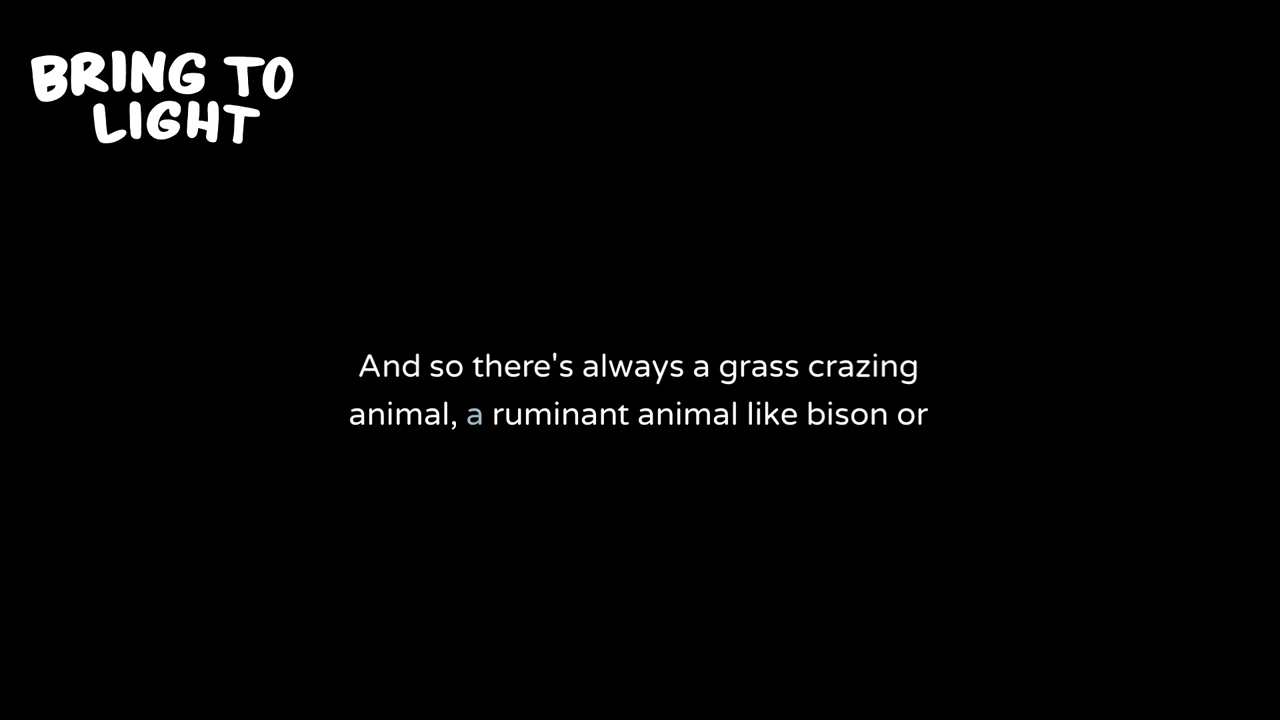 BRING TO
LIGHT
And so there's always a grass crazing
animal, a ruminant animal like bison or